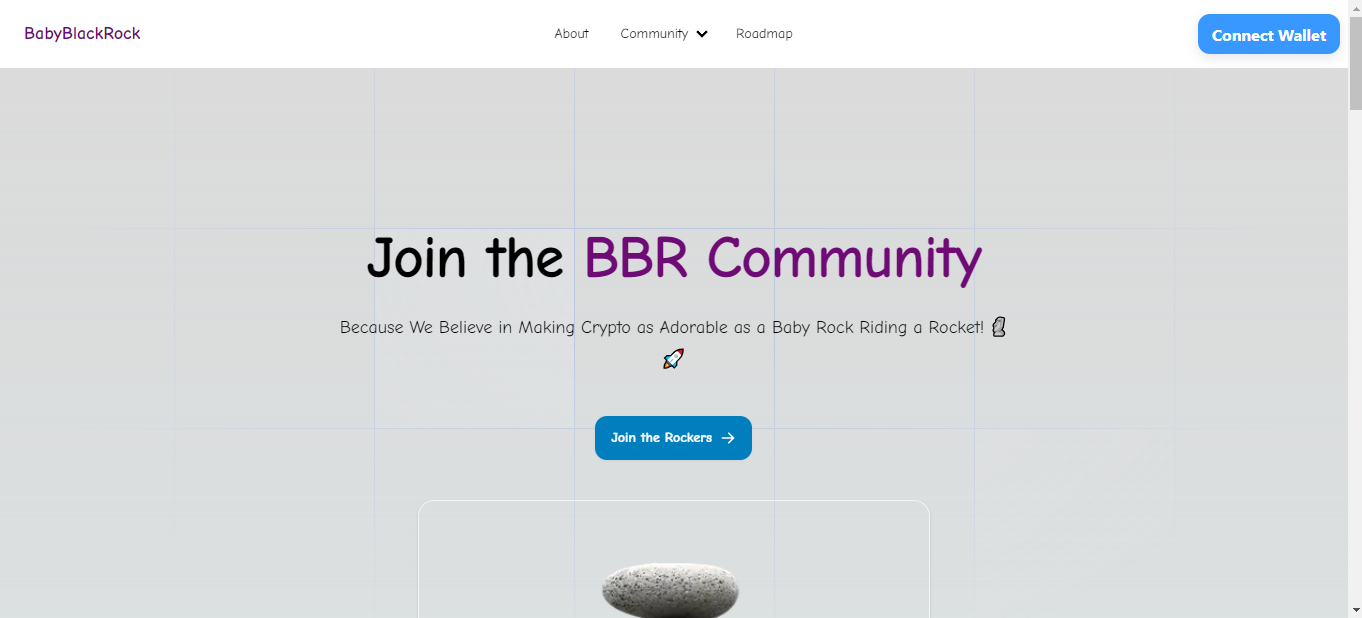 BabyBlackRock
About
Community
Roadmap
Connect Wallet
Join the BBR Community
Because We Believe in Making Crypto as Adorable as a Baby Rock Riding a Rocket! 🗿
🚀
Join the Rockers →